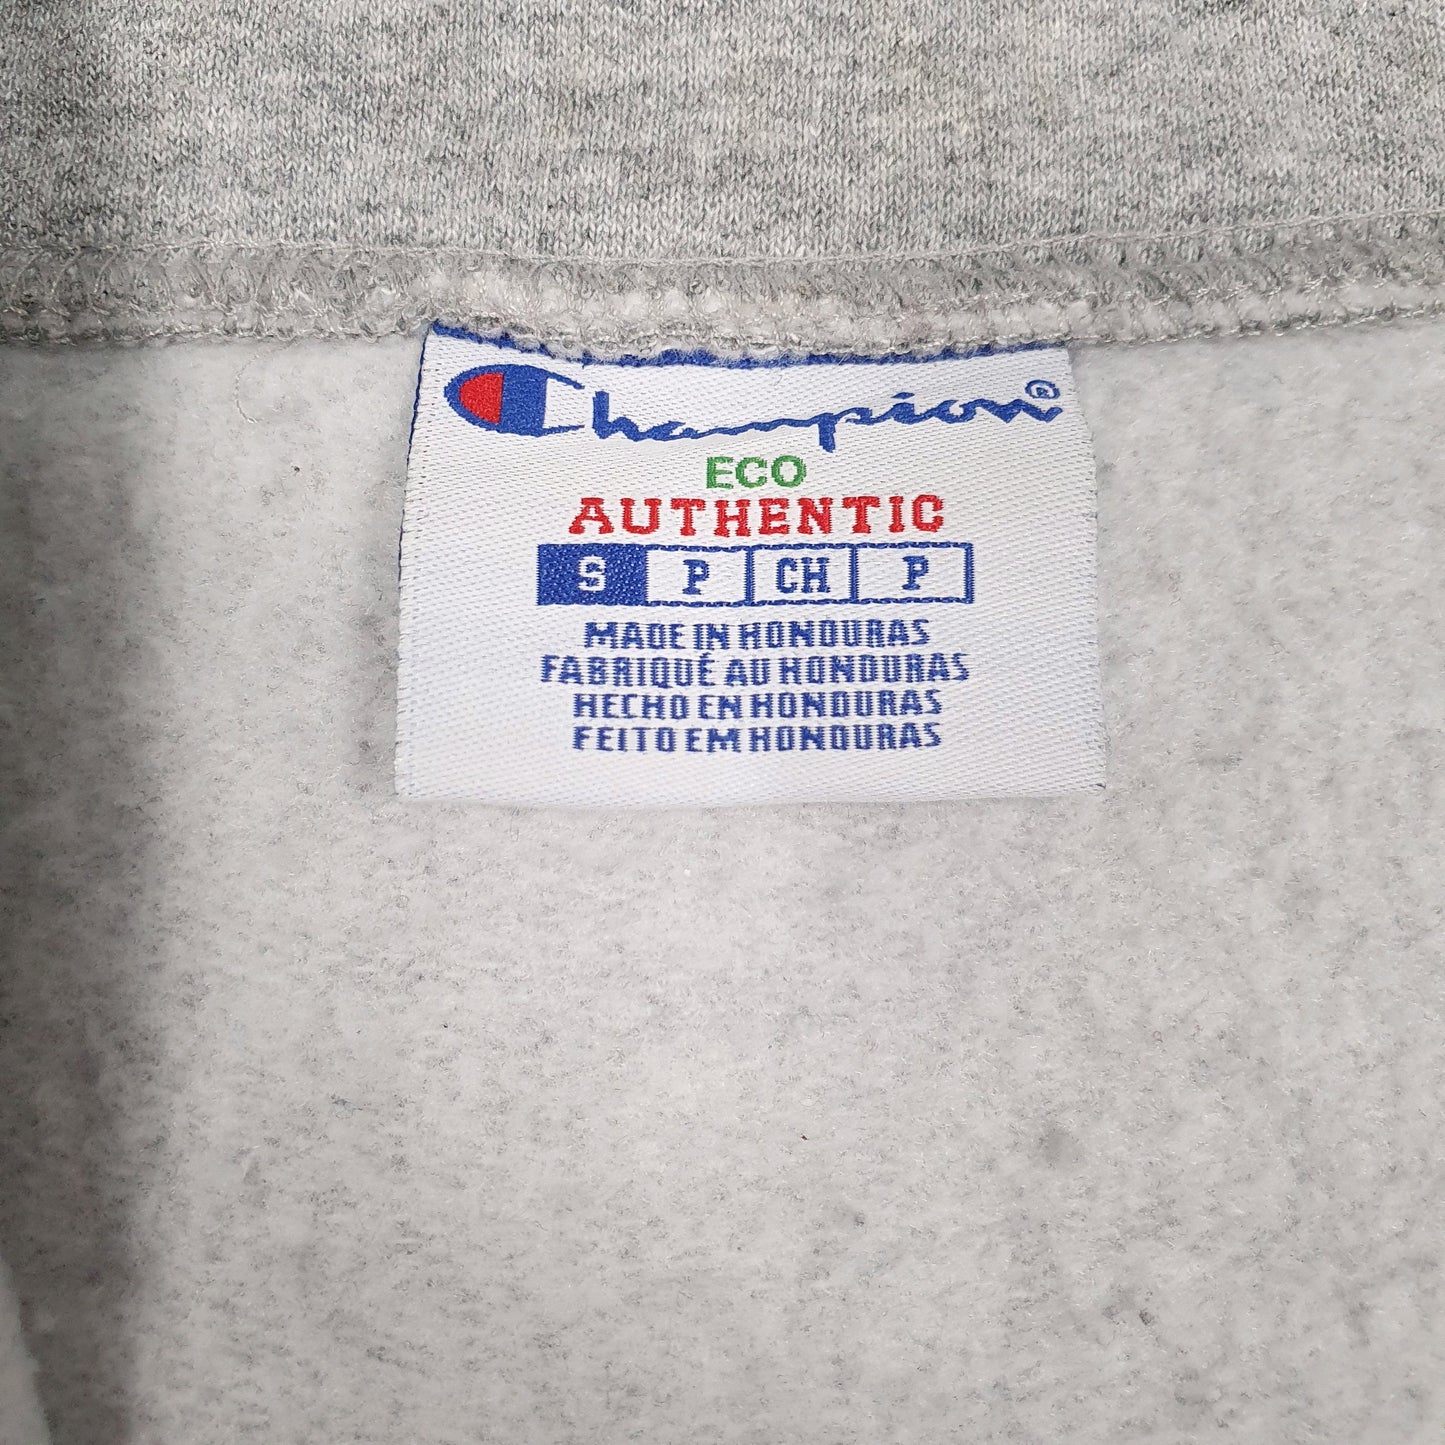 Champion®
ECO
AUTHENTIC
S P CH P
MADE IN HONDURAS
FABRIQUÉ AU HONDURAS
HECHO EN HONDURAS
FEITO EM HONDURAS